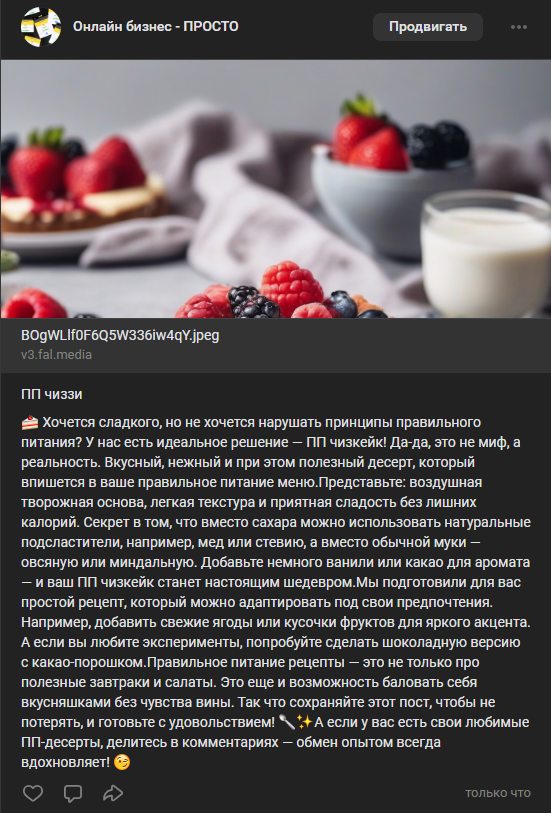 Онлайн бизнес - ПРОСТО
Продвигать
BOgWLlf0F6Q5W336iw4qY.jpeg
v3.fal.media
ПП чиззи
🍰 Хочется сладкого, но не хочется нарушать принципы правильного
питания? У нас есть идеальное решение — ПП чизкейк! Да-да, это не миф, а
реальность. Вкусный, нежный и при этом полезный десерт, который
впишется в ваше правильное питание меню.Представьте: воздушная
творожная основа, легкая текстура и приятная сладость без лишних
калорий. Секрет в том, что вместо сахара можно использовать натуральные
подсластители, например, мед или стевию, а вместо обычной муки —
овсяную или миндальную. Добавьте немного ванили или какао для аромата
— и ваш ПП чизкейк станет настоящим шедевром.Мы подготовили для вас
простой рецепт, который можно адаптировать под свои предпочтения.
Например, добавить свежие ягоды или кусочки фруктов для яркого акцента.
А если вы любите эксперименты, попробуйте сделать шоколадную версию
с какао-порошком.Правильное питание рецепты — это не только про
полезные завтраки и салаты. Это еще и возможность баловать себя
вкусняшками без чувства вины. Так что сохраняйте этот пост, чтобы не
потерять, и готовьте с удовольствием! 🥄✨А если у вас есть свои любимые
ПП-десерты, делитесь в комментариях — обмен опытом всегда
вдохновляет! 😉
только что